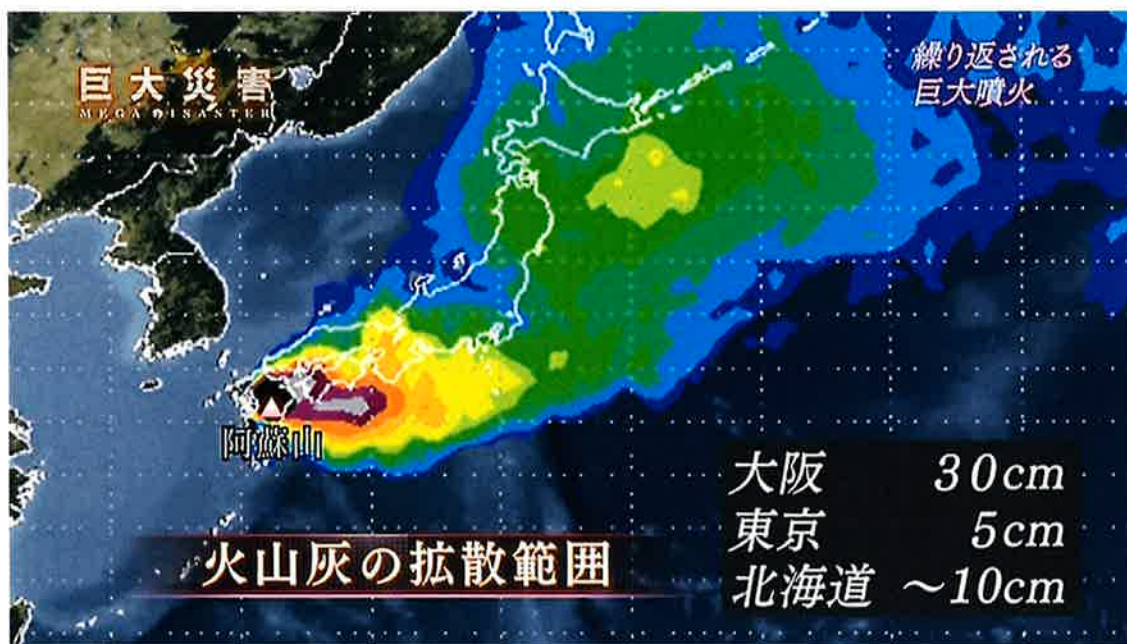 巨大災害
MEGA DISASTER
繰り返される
巨大噴火
阿蘇山
大阪 30cm
東京 5cm
北海道 ～10cm
火山灰の拡散範囲